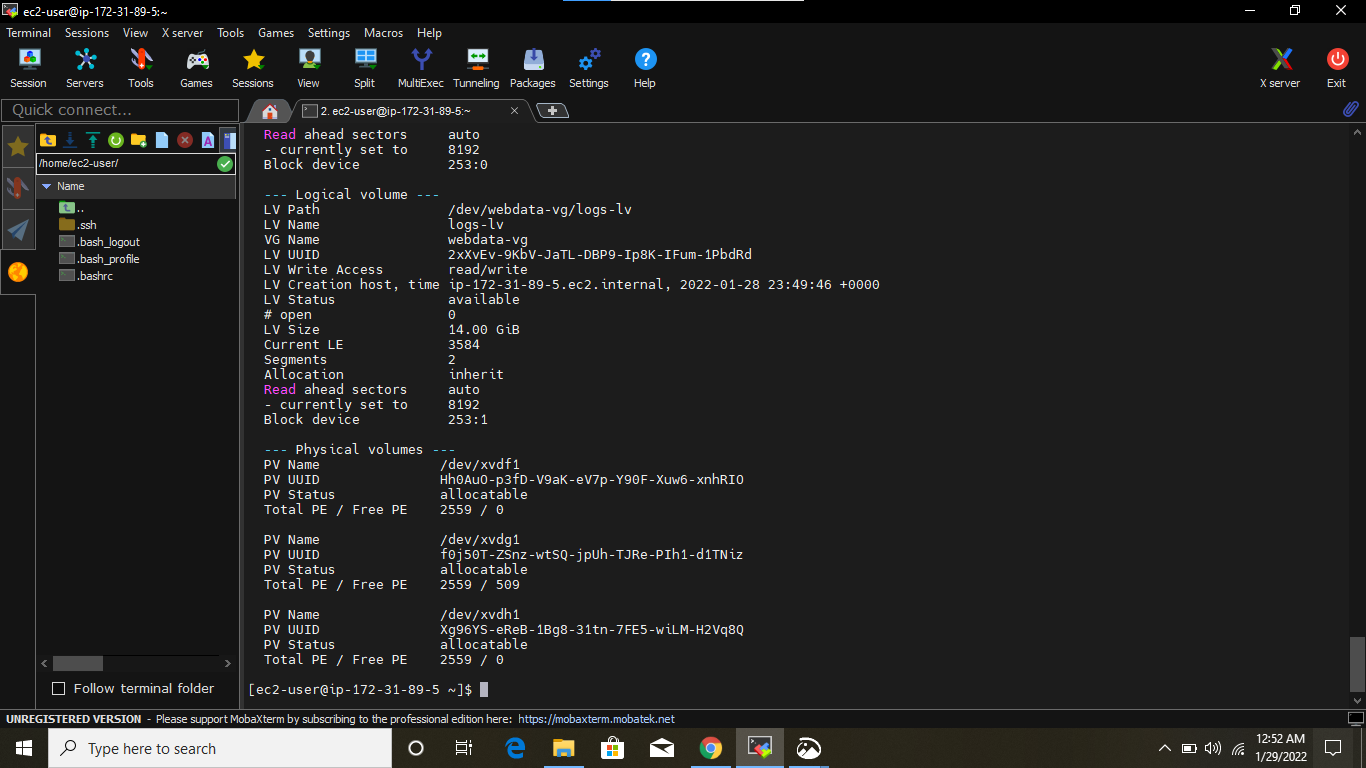 ec2-user@ip-172-31-89-5:~
Terminal Sessions View X server Tools Games Settings Macros Help
Session Servers Tools Games Sessions View Split MultiExec Tunneling Packages Settings Help X server Exit
Quick connect...
2. ec2-user@ip-172-31-89-5:~
/home/ec2-user/
Name
..
.ssh
.bash_logout
.bash_profile
.bashrc
Follow terminal folder
Read ahead sectors auto
- currently set to 8192
Block device 253:0
--- Logical volume ---
LV Path /dev/webdata-vg/logs-lv
LV Name logs-lv
VG Name webdata-vg
LV UUID 2xXvEv-9KbV-JaTL-DBP9-Ip8K-IFum-1PbdRd
LV Write Access read/write
LV Creation host, time ip-172-31-89-5.ec2.internal, 2022-01-28 23:49:46 +0000
LV Status available
# open 0
LV Size 14.00 GiB
Current LE 3584
Segments 2
Allocation inherit
Read ahead sectors auto
- currently set to 8192
Block device 253:1
--- Physical volumes ---
PV Name /dev/xvdf1
PV UUID Hh0AuO-p3fD-V9aK-eV7p-Y90F-Xuw6-xnhRIO
PV Status allocatable
Total PE / Free PE 2559 / 0
PV Name /dev/xvdg1
PV UUID f0j50T-ZSnz-wtSQ-jpUh-TJRe-PIh1-d1TNiz
PV Status allocatable
Total PE / Free PE 2559 / 509
PV Name /dev/xvdh1
PV UUID Xg96YS-eReB-1Bg8-31tn-7FE5-wiLM-H2Vq8Q
PV Status allocatable
Total PE / Free PE 2559 / 0
[ec2-user@ip-172-31-89-5 ~]$
UNREGISTERED VERSION - Please support MobaXterm by subscribing to the professional edition here: https://mobaxterm.mobatek.net
Type here to search
12:52 AM
1/29/2022